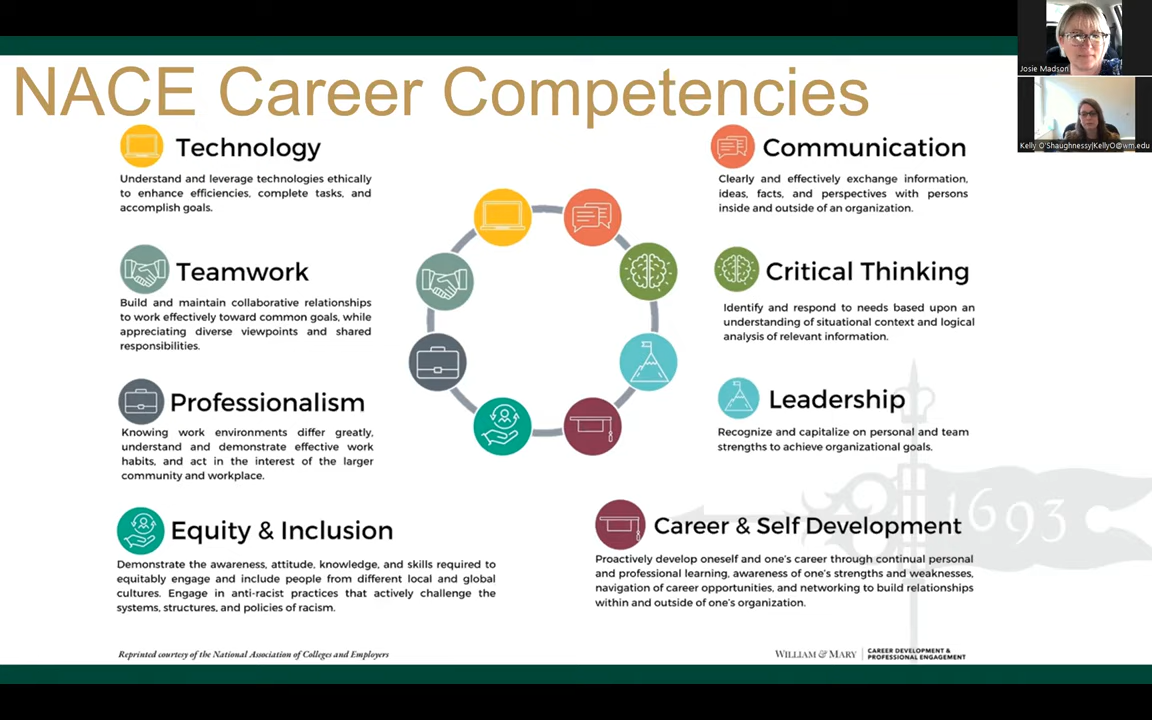 NACE Career Competencies
Technology
Understand and leverage technologies ethically
to enhance efficiencies, complete tasks, and
accomplish goals.
Teamwork
Build and maintain collaborative relationships
to work effectively toward common goals, while
appreciating diverse viewpoints and shared
responsibilities.
Professionalism
Knowing work environments differ greatly,
understand and demonstrate effective work
habits, and act in the interest of the larger
community and workplace.
Equity & Inclusion
Demonstrate the awareness, attitude, knowledge, and skills required to
equitably engage and include people from different local and global
cultures. Engage in anti-racist practices that actively challenge the
systems, structures, and policies of racism.
Communication
Clearly and effectively exchange information,
ideas, facts, and perspectives with persons
inside and outside of an organization.
Critical Thinking
Identify and respond to needs based upon an
understanding of situational context and logical
analysis of relevant information.
Leadership
Recognize and capitalize on personal and team
strengths to achieve organizational goals.
Career & Self Development
Proactively develop oneself and one's career through continual personal
and professional learning, awareness of one's strengths and weaknesses,
navigation of career opportunities, and networking to build relationships
within and outside of one's organization.
1693
Reprinted courtesy of the National Association of Colleges and Employers
WILLIAM & MARY
CAREER DEVELOPMENT &
PROFESSIONAL ENGAGEMENT
Josie Madson
Kelly O'Shaughnessy|KellyO@wm.edu